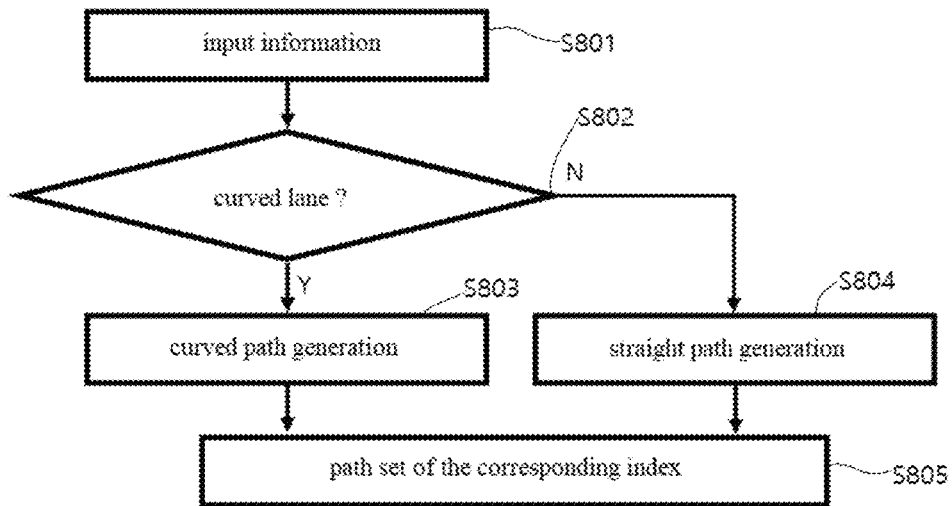 input information
S801
S802
curved lane ?
N
Y
S803
S804
curved path generation
straight path generation
path set of the corresponding index
S805